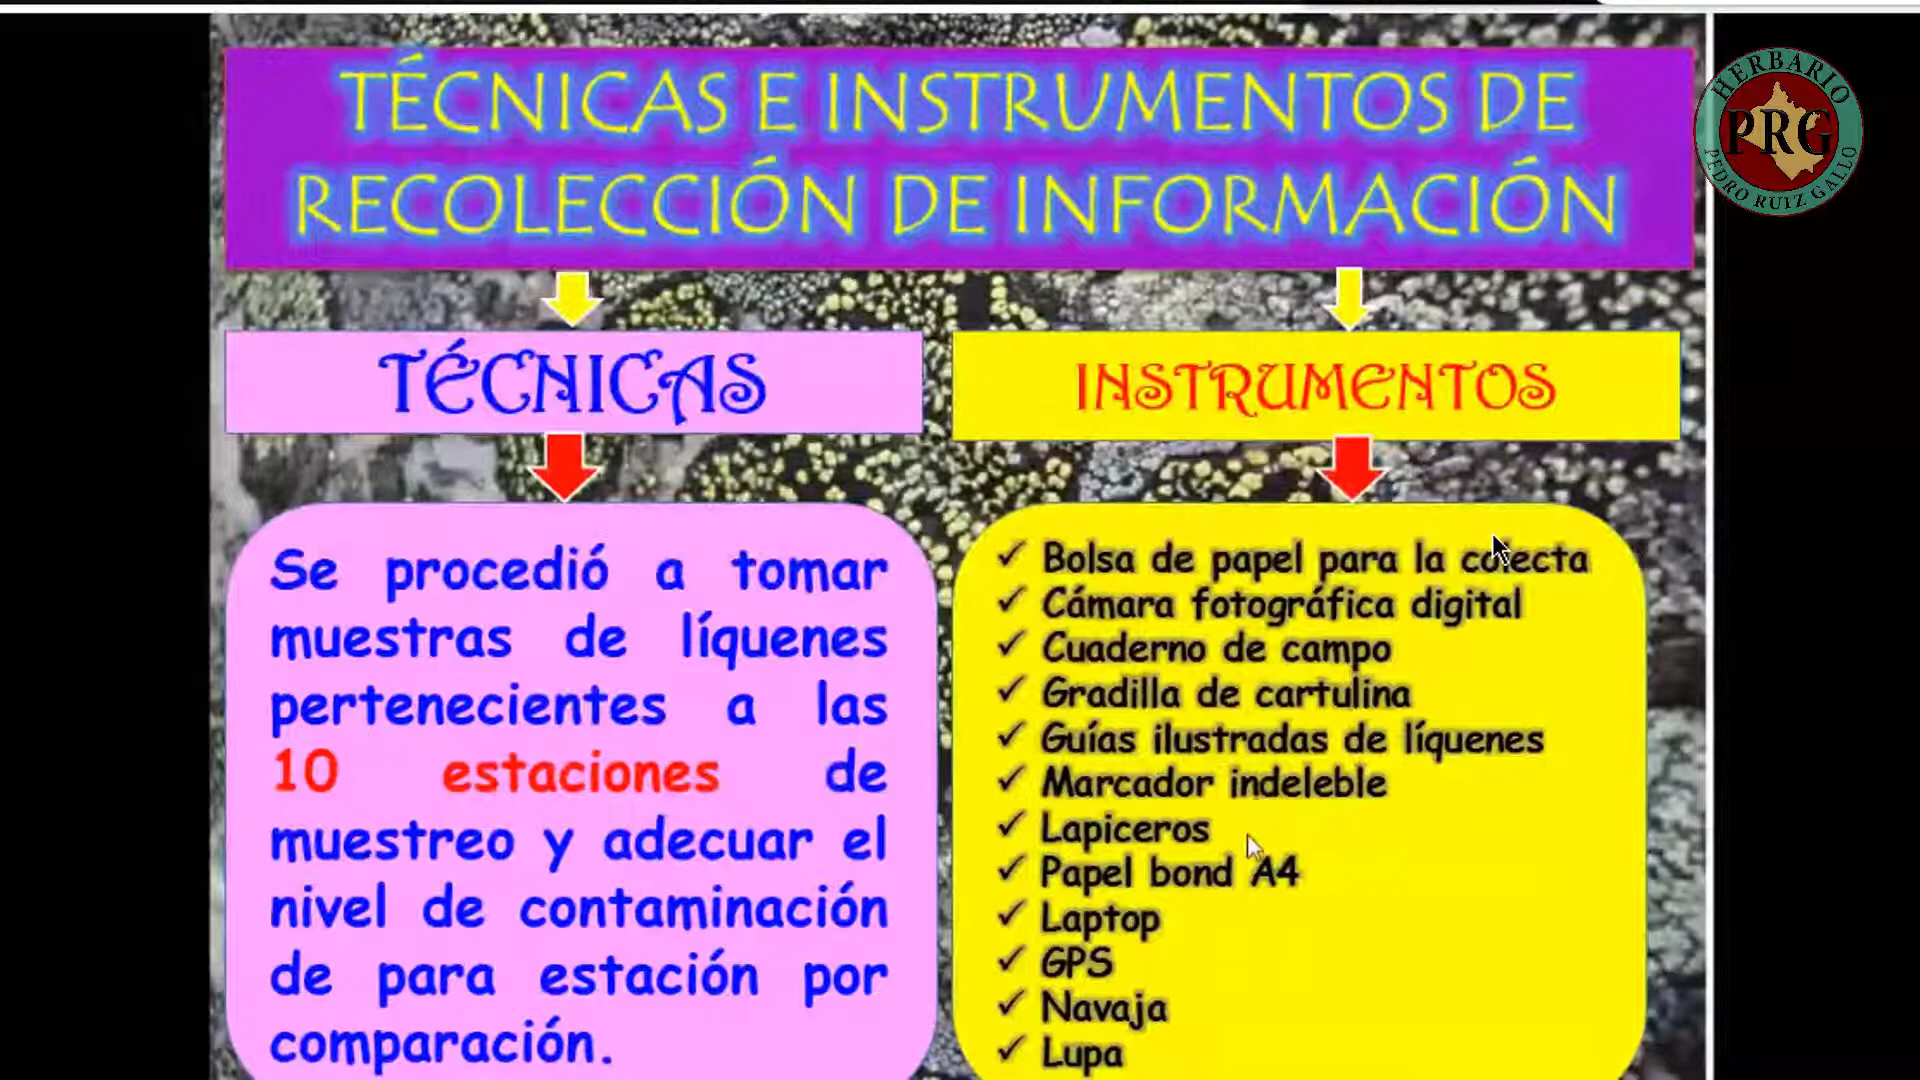 TÉCNICAS E INSTRUMENTOS DE
RECOLECCIÓN DE INFORMACIÓN
HERBARIO
PRG
PEDRO RUIZ GALLO
TÉCNICAS
Se procedió a tomar
muestras de líquenes
pertenecientes a las
10 estaciones de
muestreo y adecuar el
nivel de contaminación
de para estación por
comparación.
INSTRUMENTOS
✓ Bolsa de papel para la colecta
✓ Cámara fotográfica digital
✓ Cuaderno de campo
✓ Gradilla de cartulina
✓ Guías ilustradas de líquenes
✓ Marcador indeleble
✓ Lapiceros
✓ Papel bond A4
✓ Laptop
✓ GPS
✓ Navaja
✓ Lupa